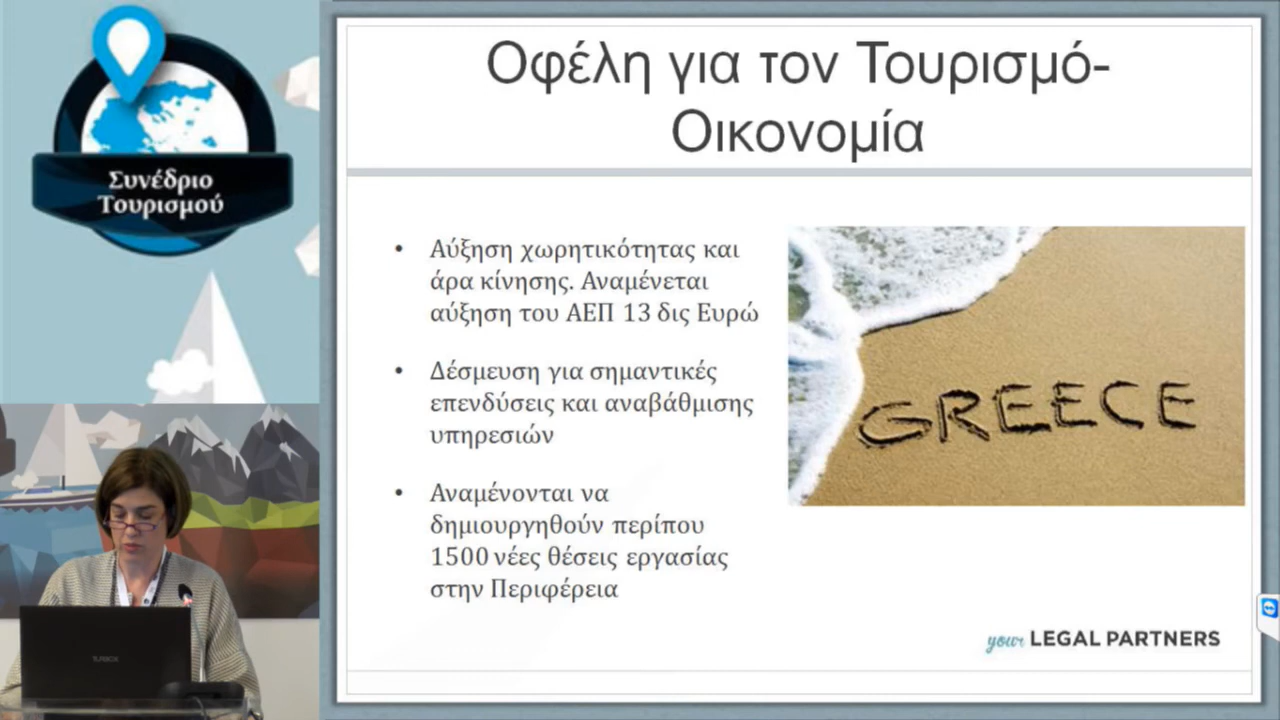 Συνέδριο
Τουρισμού
Οφέλη για τον Τουρισμό-
Οικονομία
• Αύξηση χωρητικότητας και
άρα κίνησης. Αναμένεται
αύξηση του ΑΕΠ 13 δις Ευρώ
• Δέσμευση για σημαντικές
επενδύσεις και αναβάθμισης
υπηρεσιών
• Αναμένονται να
δημιουργηθούν περίπου
1500 νέες θέσεις εργασίας
στην Περιφέρεια
GREECE
your LEGAL PARTNERS